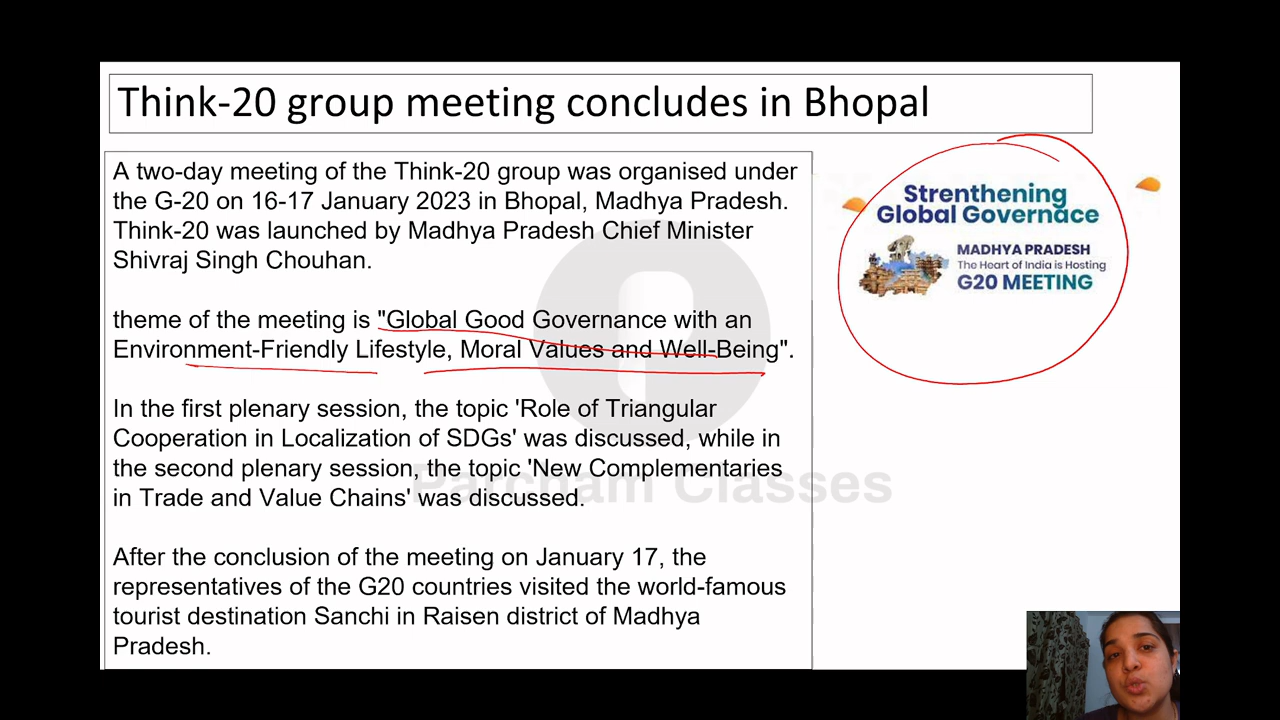 Think-20 group meeting concludes in Bhopal
A two-day meeting of the Think-20 group was organised under
the G-20 on 16-17 January 2023 in Bhopal, Madhya Pradesh.
Think-20 was launched by Madhya Pradesh Chief Minister
Shivraj Singh Chouhan.
theme of the meeting is "Global Good Governance with an
Environment-Friendly Lifestyle, Moral Values and Well-Being".
In the first plenary session, the topic 'Role of Triangular
Cooperation in Localization of SDGs' was discussed, while in
the second plenary session, the topic 'New Complementaries
in Trade and Value Chains' was discussed.
After the conclusion of the meeting on January 17, the
representatives of the G20 countries visited the world-famous
tourist destination Sanchi in Raisen district of Madhya
Pradesh.
Strenthening
Global Governace
MADHYA PRADESH
The Heart of India is Hosting
G20 MEETING
Parcham Classes